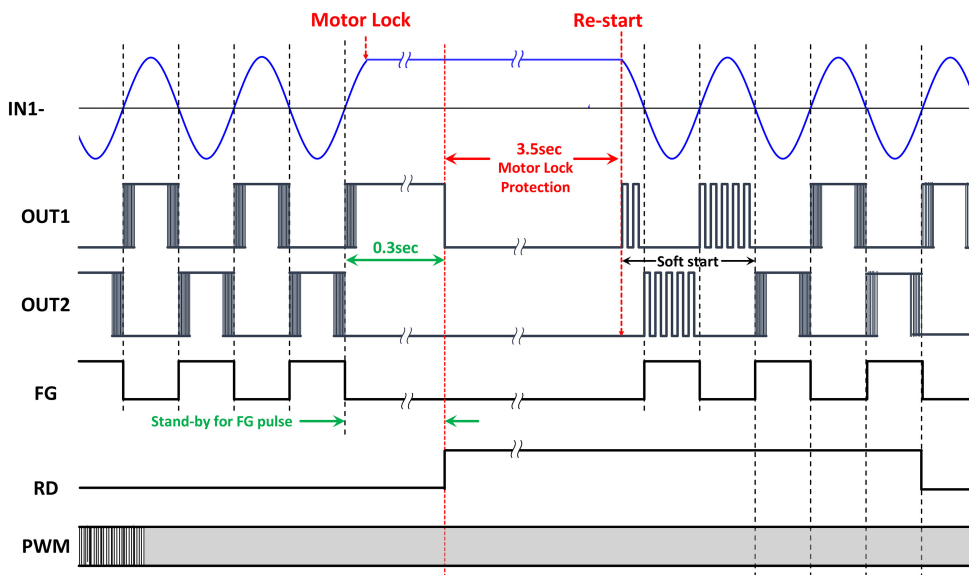 Motor Lock
Re-start
IN1-
3.5sec
Motor Lock
Protection
OUT1
0.3sec
Soft start
OUT2
FG
Stand-by for FG pulse
RD
PWM